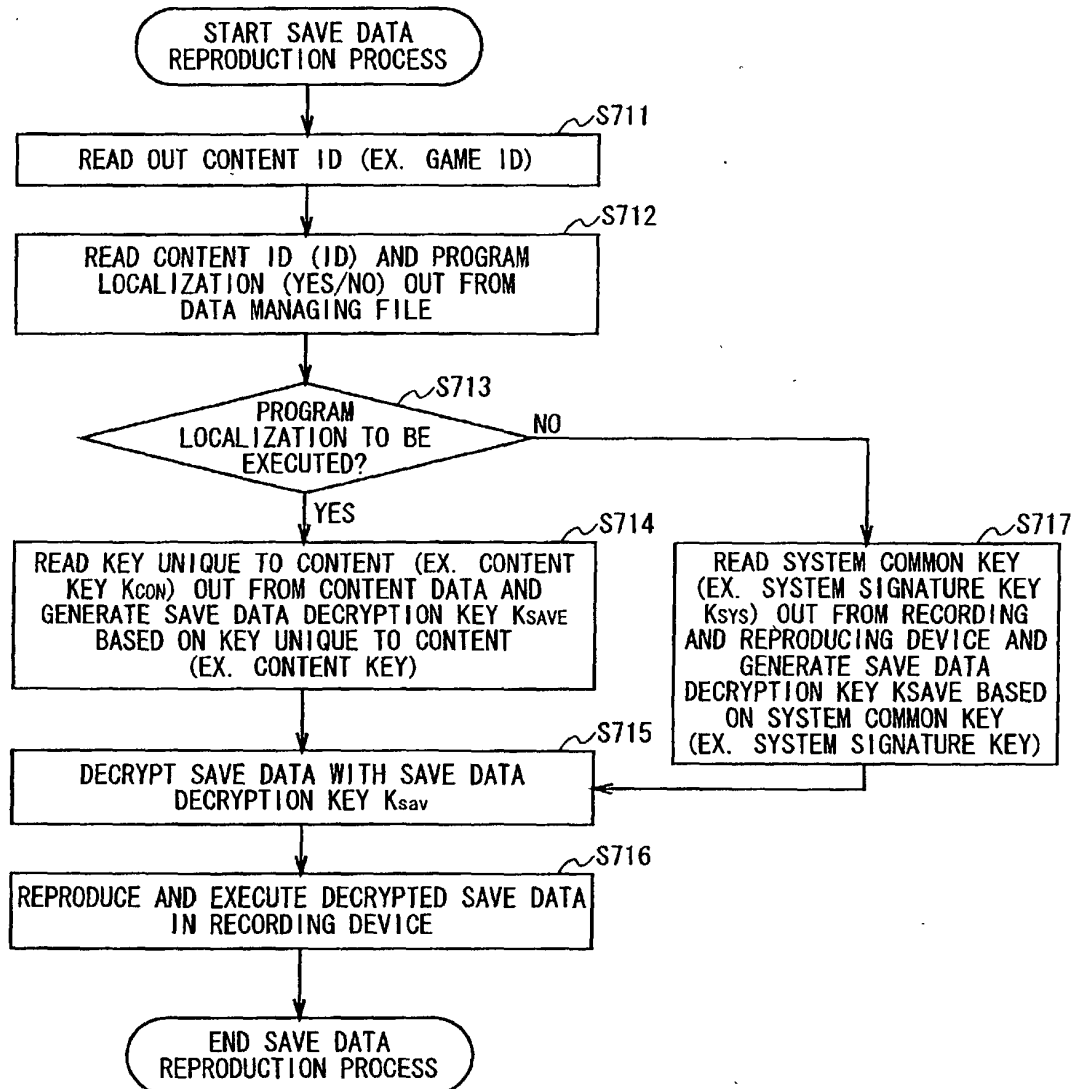 START SAVE DATA
REPRODUCTION PROCESS
S711
READ OUT CONTENT ID (EX. GAME ID)
S712
READ CONTENT ID (ID) AND PROGRAM
LOCALIZATION (YES/NO) OUT FROM
DATA MANAGING FILE
S713
PROGRAM
LOCALIZATION TO BE
EXECUTED?
NO
YES
S714
READ KEY UNIQUE TO CONTENT (EX. CONTENT
KEY KCON) OUT FROM CONTENT DATA AND
GENERATE SAVE DATA DECRYPTION KEY KSAVE
BASED ON KEY UNIQUE TO CONTENT
(EX. CONTENT KEY)
S717
READ SYSTEM COMMON KEY
(EX. SYSTEM SIGNATURE KEY
KSYS) OUT FROM RECORDING
AND REPRODUCING DEVICE AND
GENERATE SAVE DATA
DECRYPTION KEY KSAVE BASED
ON SYSTEM COMMON KEY
(EX. SYSTEM SIGNATURE KEY)
S715
DECRYPT SAVE DATA WITH SAVE DATA
DECRYPTION KEY Ksav
S716
REPRODUCE AND EXECUTE DECRYPTED SAVE DATA
IN RECORDING DEVICE
END SAVE DATA
REPRODUCTION PROCESS